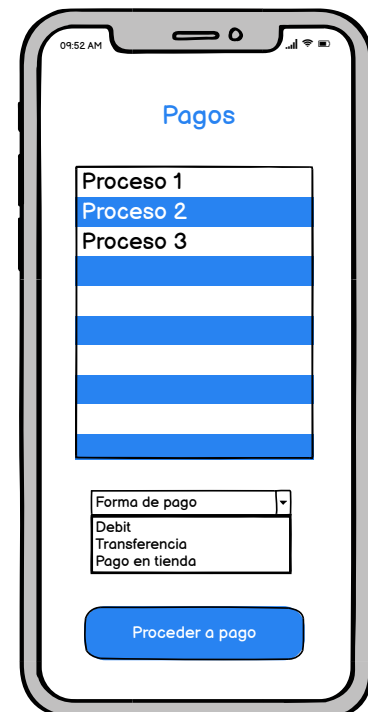 09:52 AM
Pagos
Proceso 1
Proceso 2
Proceso 3
Forma de pago
Debit
Transferencia
Pago en tienda
Proceder a pago